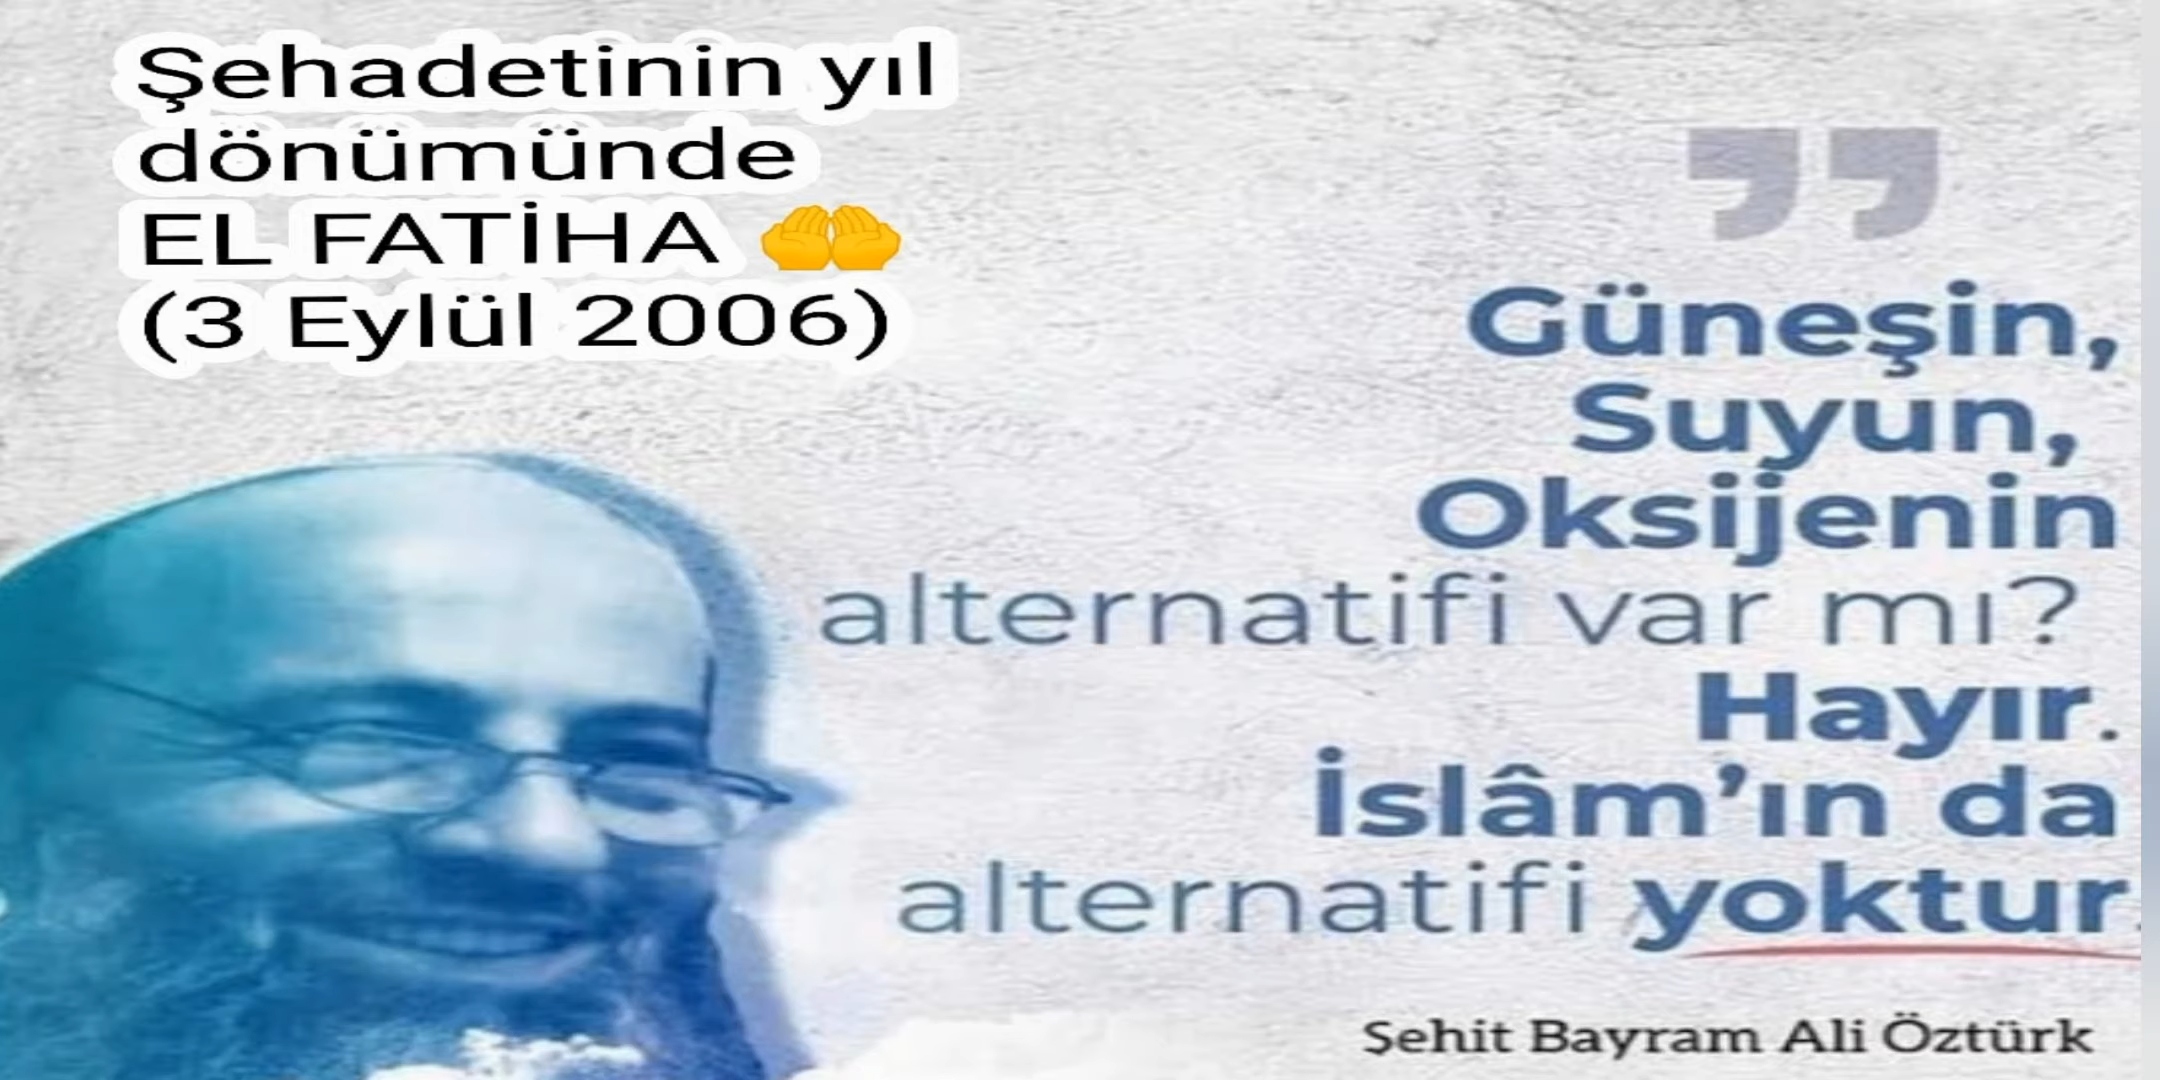 Şehadetinin yıl
dönümünde
EL FATİHA 🤲
(3 Eylül 2006)
”
Güneşin,
Suyun,
Oksijenin
alternatifi var mı?
Hayır.
İslâm’ın da
alternatifi yoktur.
Şehit Bayram Ali Öztürk